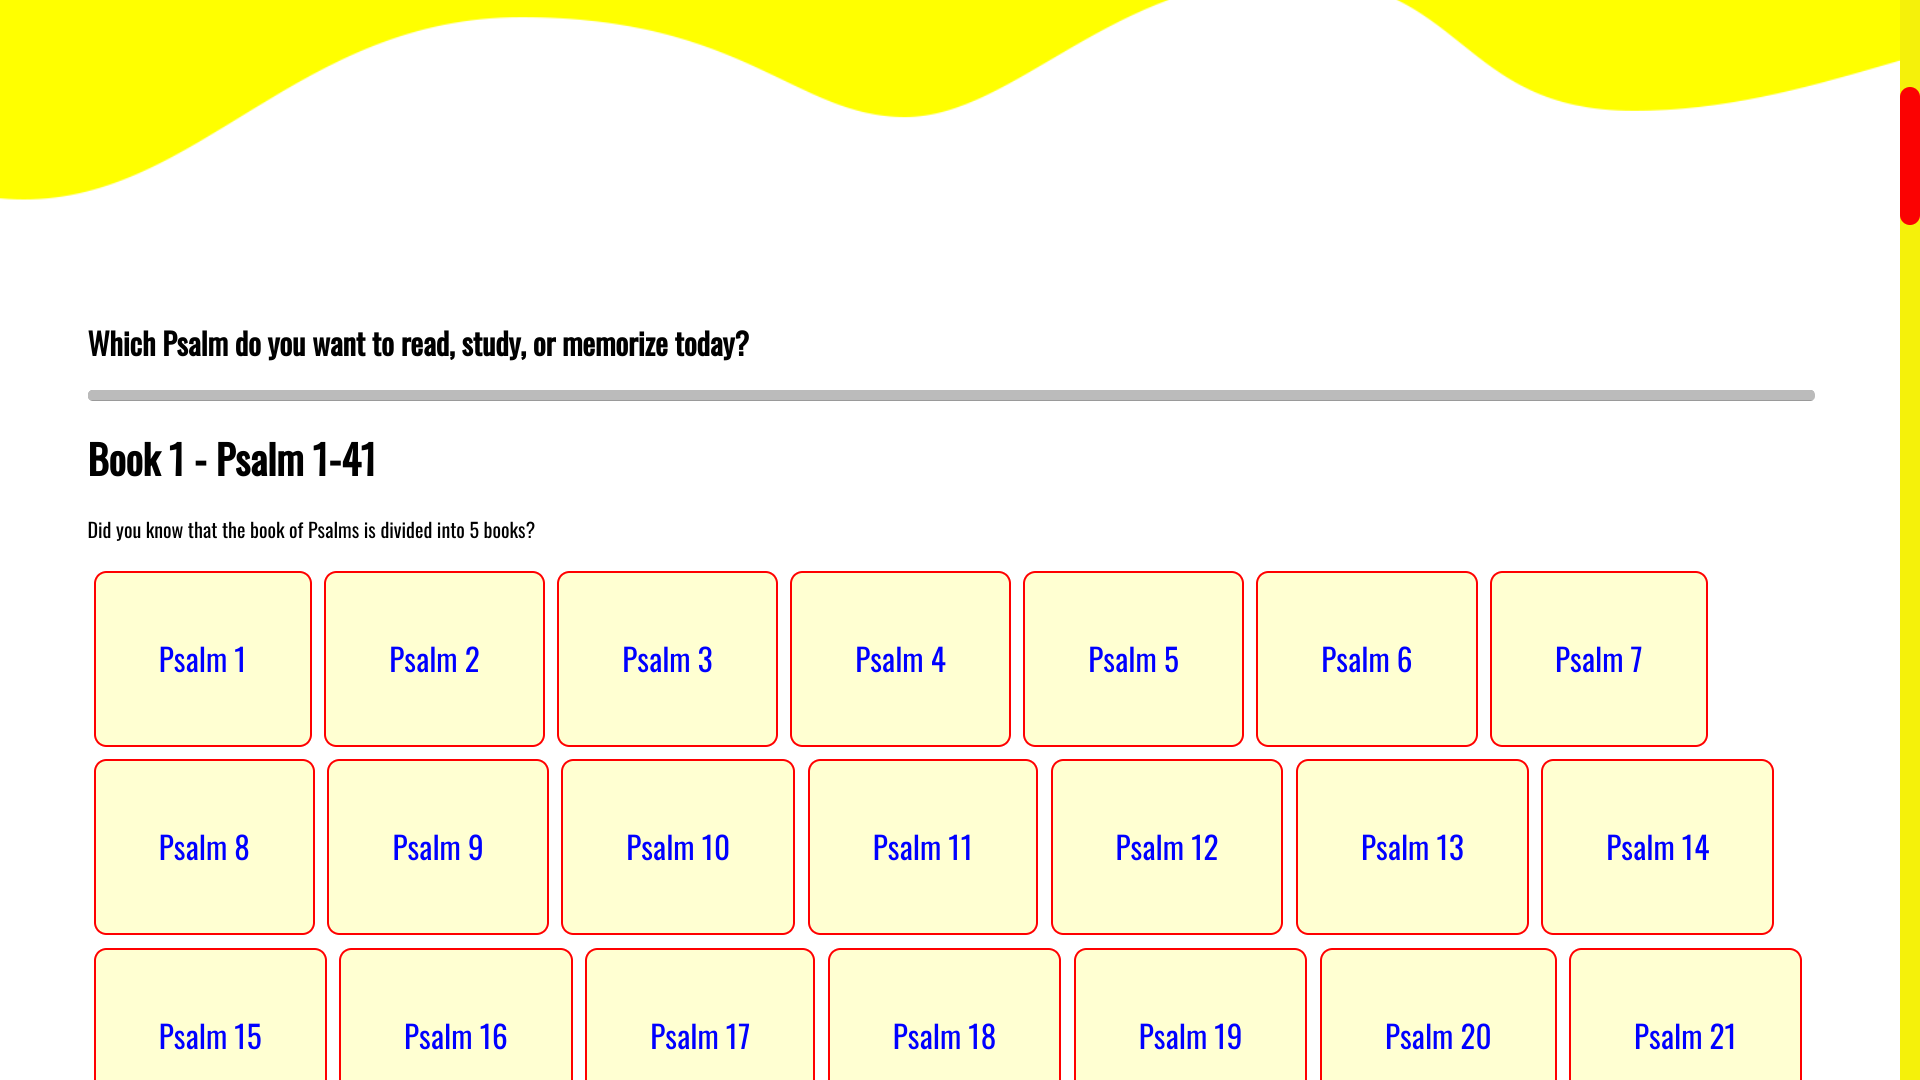 Which Psalm do you want to read, study, or memorize today?
Book 1 - Psalm 1-41
Did you know that the book of Psalms is divided into 5 books?
Psalm 1 Psalm 2 Psalm 3 Psalm 4 Psalm 5 Psalm 6 Psalm 7
Psalm 8 Psalm 9 Psalm 10 Psalm 11 Psalm 12 Psalm 13 Psalm 14
Psalm 15 Psalm 16 Psalm 17 Psalm 18 Psalm 19 Psalm 20 Psalm 21